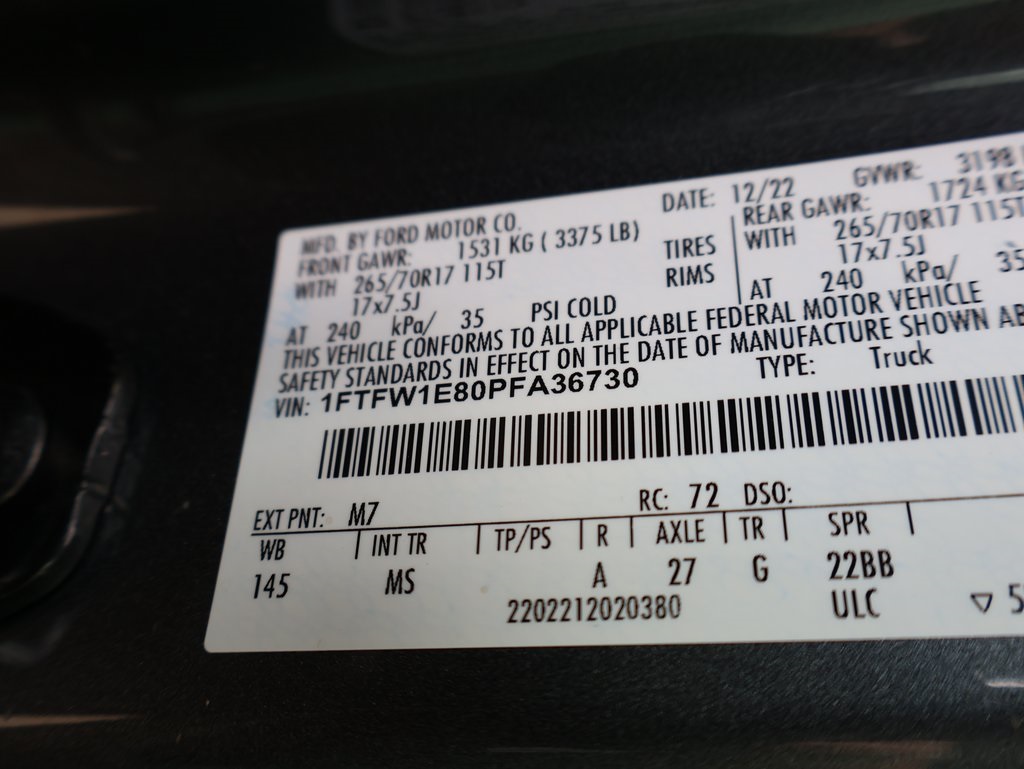 MFD. BY FORD MOTOR CO. DATE: 12/22 GVWR: 3198
FRONT GAWR: 1531 KG ( 3375 LB) REAR GAWR: 1724 KG
WITH 265/70R17 115T TIRES WITH 265/70R17 115T
17x7.5J RIMS 17x7.5J
AT 240 kPa/ 35 PSI COLD AT 240 kPa/ 35
THIS VEHICLE CONFORMS TO ALL APPLICABLE FEDERAL MOTOR VEHICLE
SAFETY STANDARDS IN EFFECT ON THE DATE OF MANUFACTURE SHOWN AB
VIN: 1FTFW1E80PFA36730 TYPE: Truck
EXT PNT: M7 RC: 72 DSO:
WB INT TR TP/PS R AXLE TR SPR
145 MS A 27 G 22BB
2202212020380 ULC ▽ 5